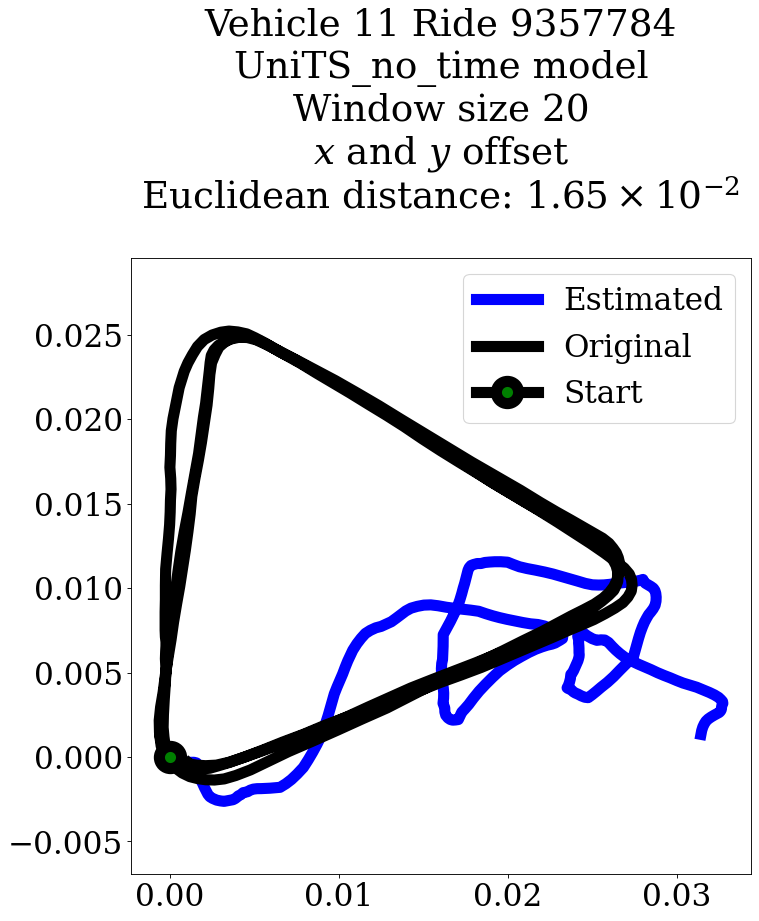 Vehicle 11 Ride 9357784
UniTS_no_time model
Window size 20
x and y offset
Euclidean distance: 1.65 × 10⁻²
Estimated
Original
Start
0.025
0.020
0.015
0.010
0.005
0.000
−0.005
0.00 0.01 0.02 0.03